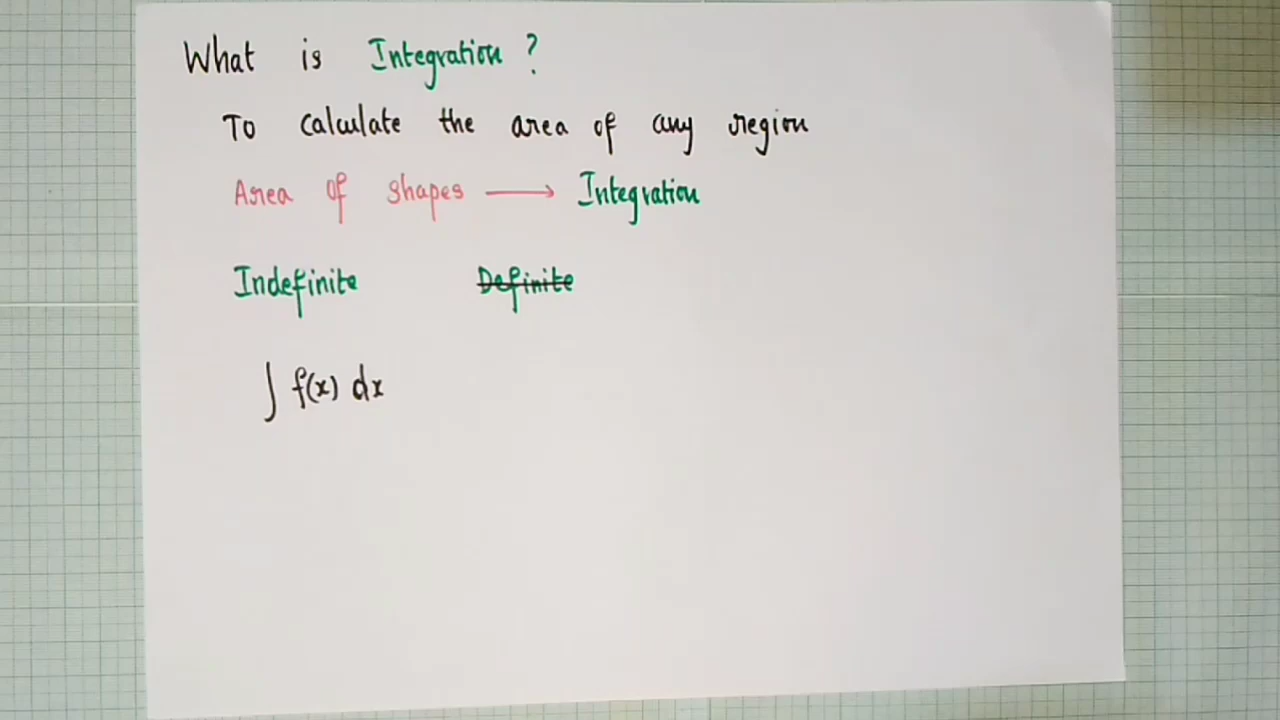 What is Integration ?
To calculate the area of any region
Area of shapes ⟶ Integration
Indefinite Definite
∫ f(x) dx